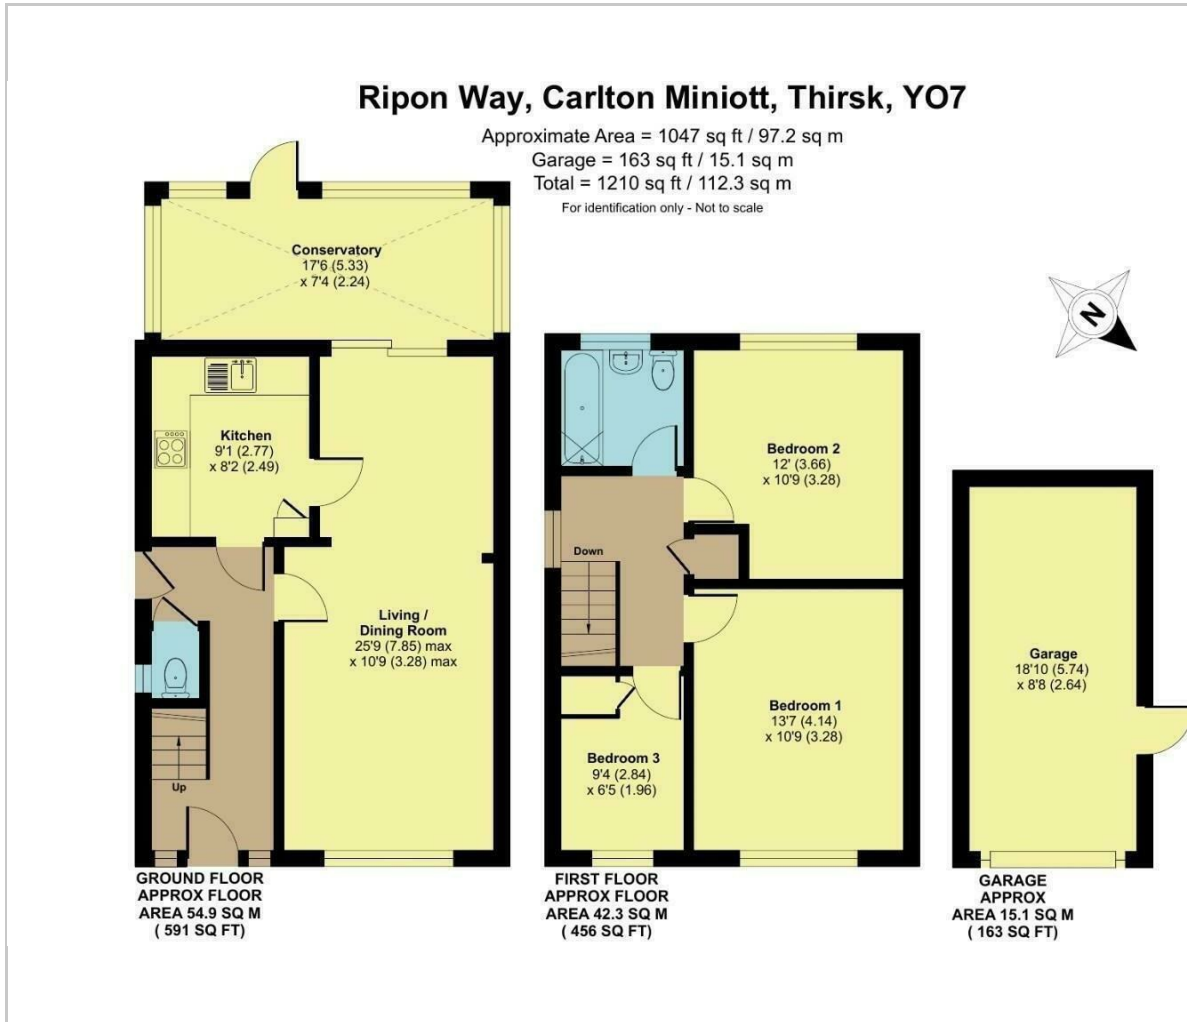 Ripon Way, Carlton Miniott, Thirsk, YO7
Approximate Area = 1047 sq ft / 97.2 sq m
Garage = 163 sq ft / 15.1 sq m
Total = 1210 sq ft / 112.3 sq m
For identification only - Not to scale
Conservatory
17'6 (5.33)
x 7'4 (2.24)
N
Kitchen
9'1 (2.77)
x 8'2 (2.49)
Living /
Dining Room
25'9 (7.85) max
x 10'9 (3.28) max
Up
GROUND FLOOR
APPROX FLOOR
AREA 54.9 SQ M
( 591 SQ FT)
Bedroom 2
12' (3.66)
x 10'9 (3.28)
Down
Bedroom 1
13'7 (4.14)
x 10'9 (3.28)
Bedroom 3
9'4 (2.84)
x 6'5 (1.96)
FIRST FLOOR
APPROX FLOOR
AREA 42.3 SQ M
( 456 SQ FT)
Garage
18'10 (5.74)
x 8'8 (2.64)
GARAGE
APPROX
AREA 15.1 SQ M
( 163 SQ FT)